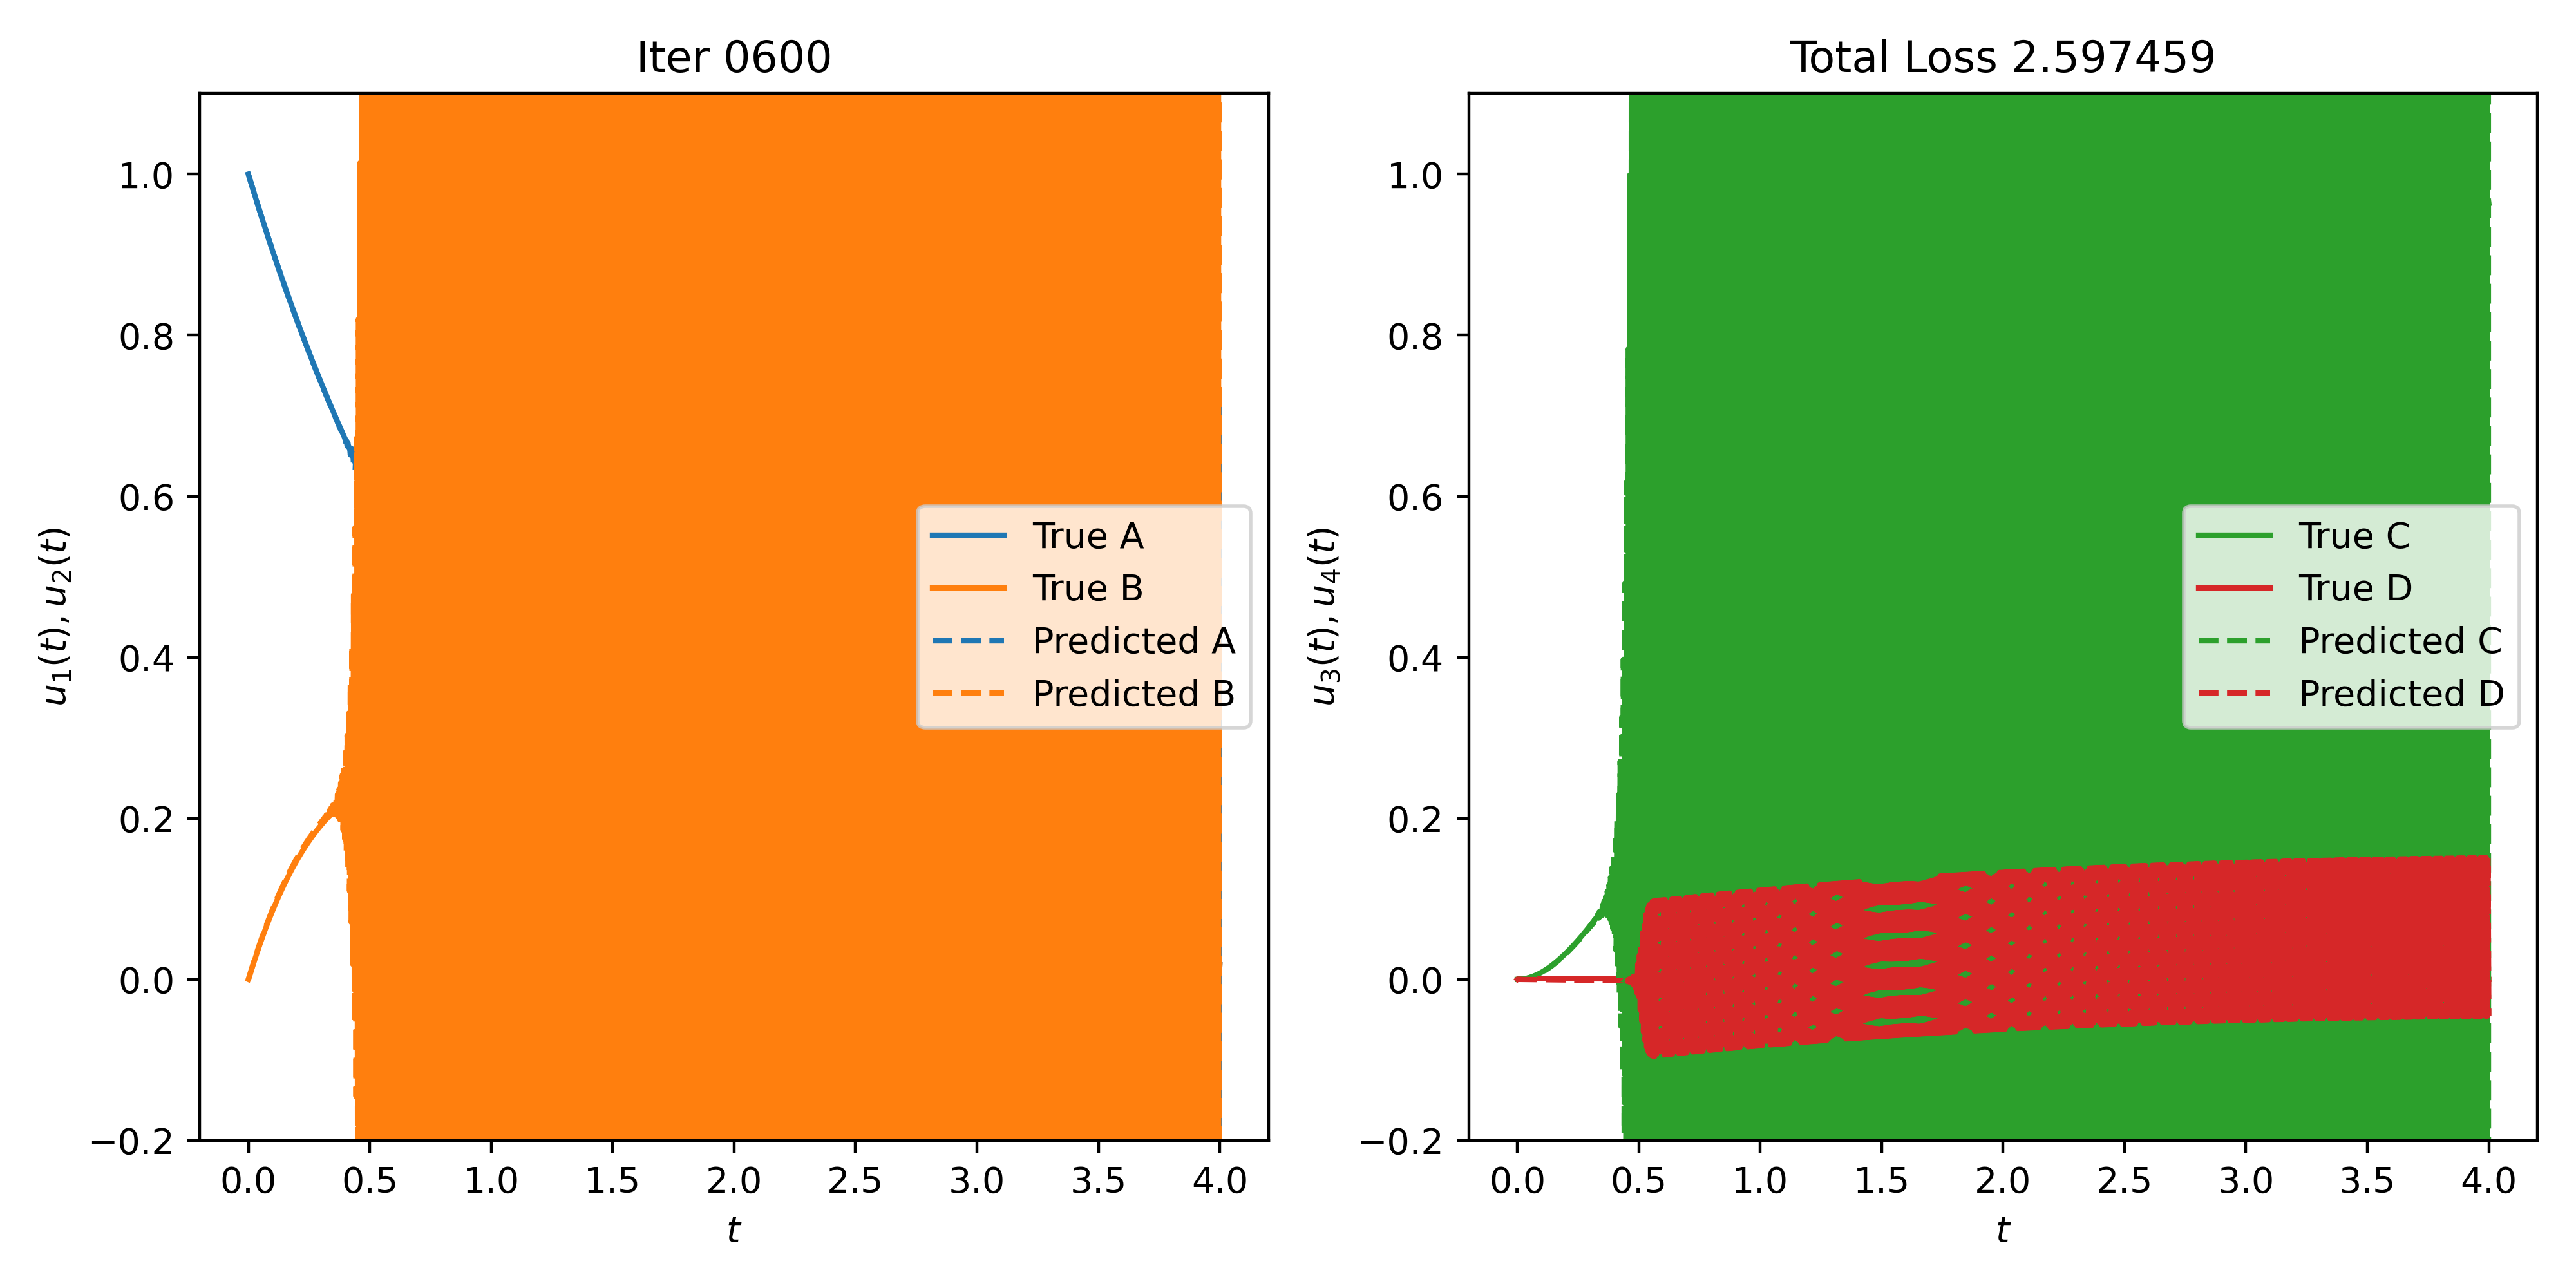 Iter 0600
u₁(t), u₂(t)
1.0
0.8
0.6
0.4
0.2
0.0
−0.2
0.0 0.5 1.0 1.5 2.0 2.5 3.0 3.5 4.0
t
True A
True B
Predicted A
Predicted B
Total Loss 2.597459
u₃(t), u₄(t)
1.0
0.8
0.6
0.4
0.2
0.0
−0.2
0.0 0.5 1.0 1.5 2.0 2.5 3.0 3.5 4.0
t
True C
True D
Predicted C
Predicted D